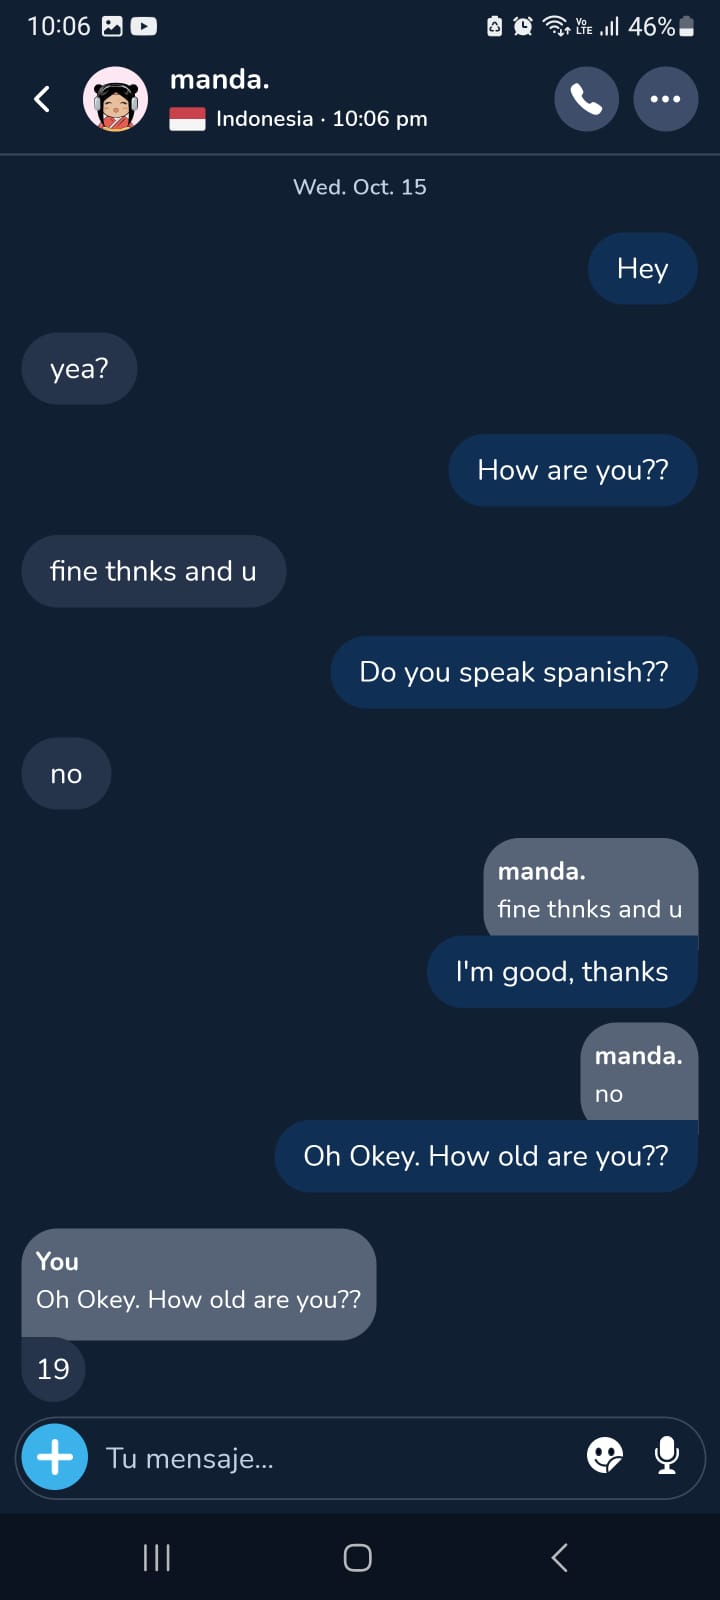 10:06
Vo
LTE
46%
manda.
Indonesia · 10:06 pm
Wed. Oct. 15
Hey
yea?
How are you??
fine thnks and u
Do you speak spanish??
no
manda.
fine thnks and u
I'm good, thanks
manda.
no
Oh Okey. How old are you??
You
Oh Okey. How old are you??
19
Tu mensaje...